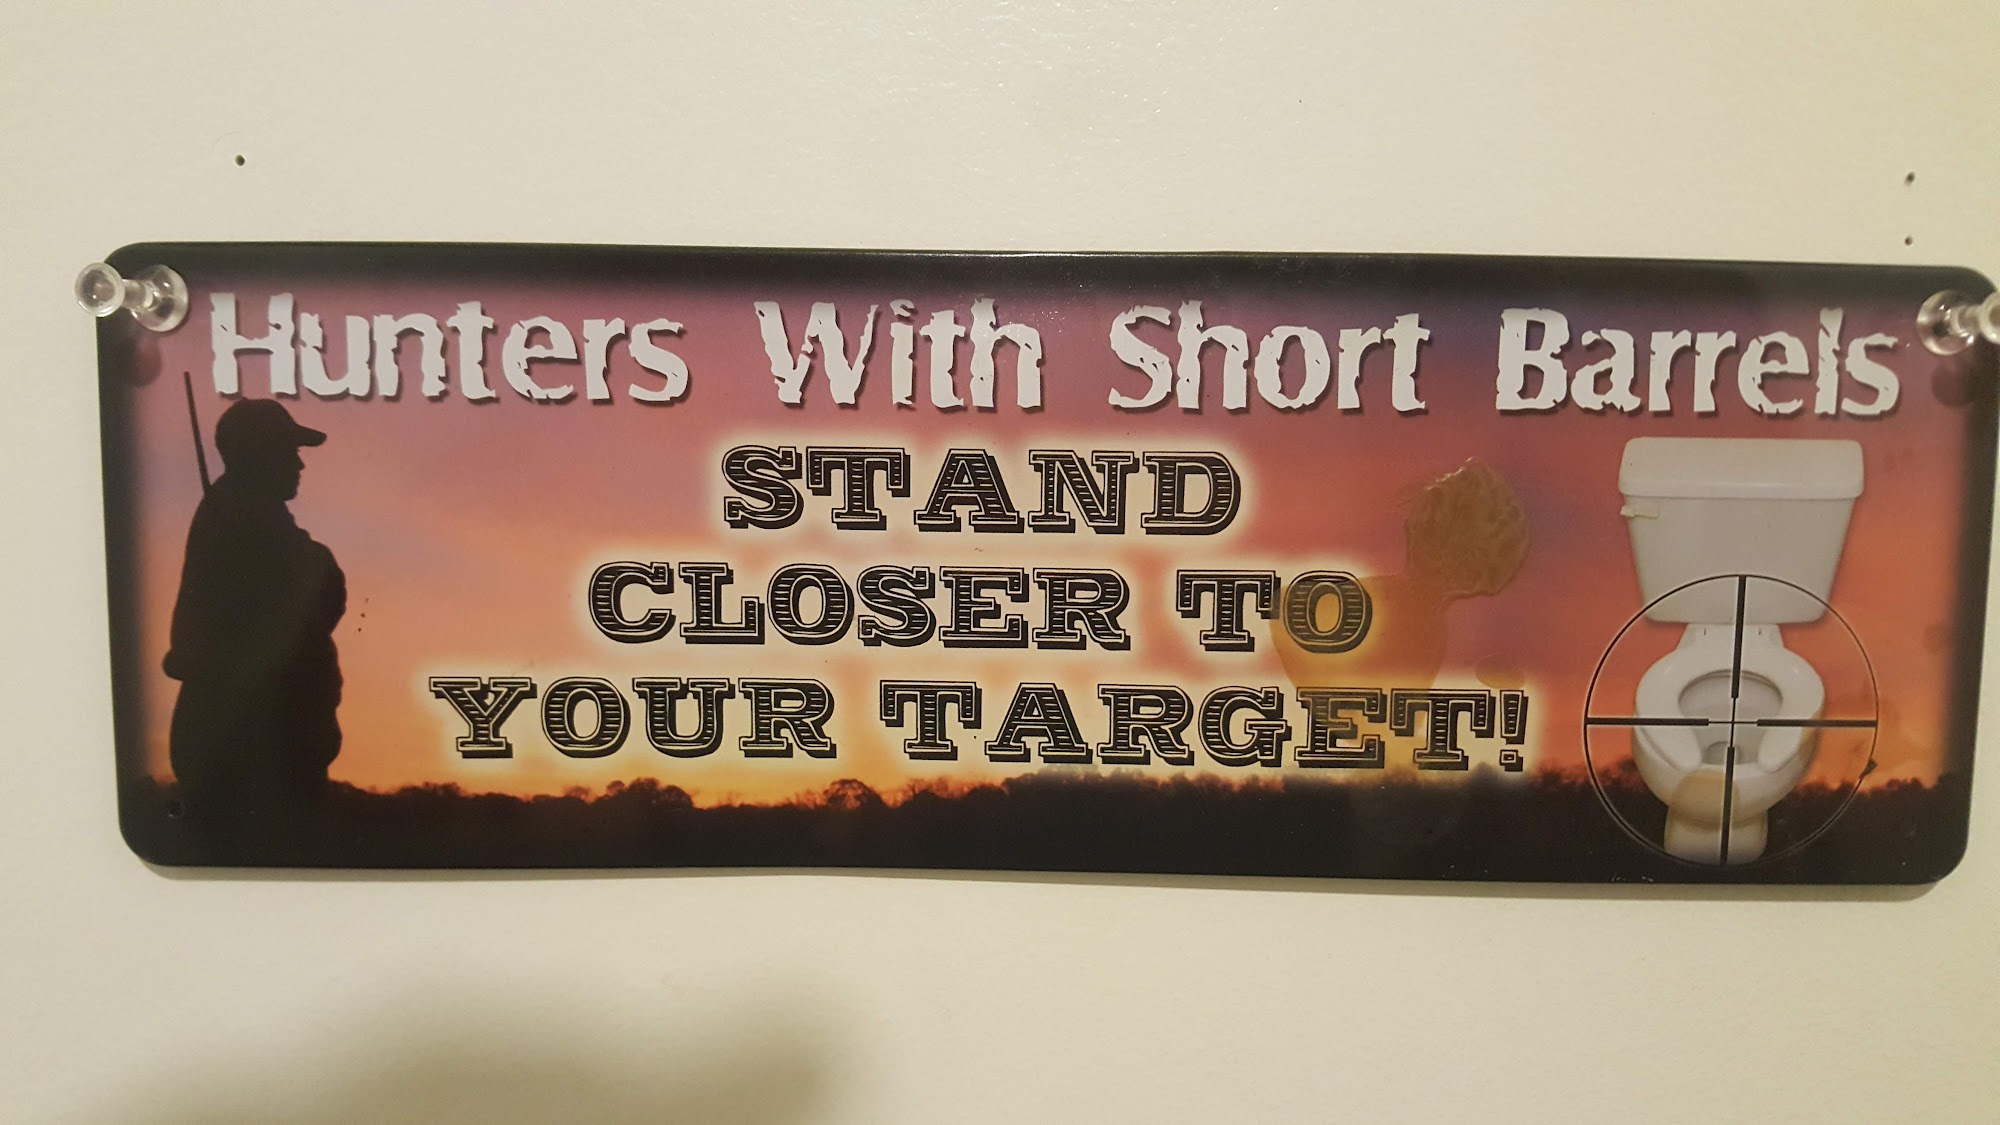 Hunters With Short Barrels
STAND
CLOSER TO
YOUR TARGET!